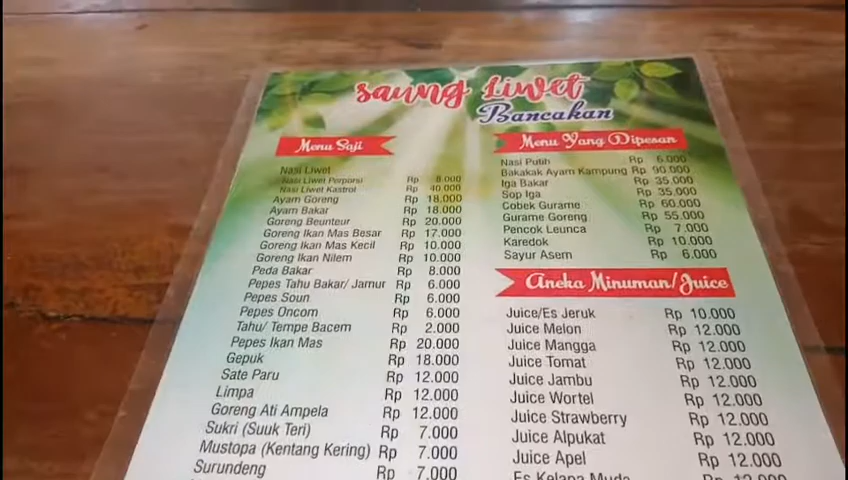 Saung Liwet
Bancakan
Menu Saji
Nasi Liwet
Nasi Liwet Perporsi Rp 8.000
Nasi Liwet Kastrol Rp 40.000
Ayam Goreng Rp 18.000
Ayam Bakar Rp 18.000
Goreng Beunteur Rp 20.000
Goreng Ikan Mas Besar Rp 17.000
Goreng Ikan Mas Kecil Rp 10.000
Goreng Ikan Nilem Rp 10.000
Peda Bakar Rp 8.000
Pepes Tahu Bakar/ Jamur Rp 6.000
Pepes Soun Rp 6.000
Pepes Oncom Rp 6.000
Tahu/ Tempe Bacem Rp 2.000
Pepes Ikan Mas Rp 20.000
Gepuk Rp 18.000
Sate Paru Rp 12.000
Limpa Rp 12.000
Goreng Ati Ampela Rp 12.000
Sukri (Suuk Teri) Rp 7.000
Mustopa (Kentang Kering) Rp 7.000
Surundeng Rp 7.000
Menu Yang Dipesan
Nasi Putih Rp 6.000
Bakakak Ayam Kampung Rp 90.000
Iga Bakar Rp 35.000
Sop Iga Rp 35.000
Cobek Gurame Rp 60.000
Gurame Goreng Rp 55.000
Pencok Leunca Rp 7.000
Karedok Rp 10.000
Sayur Asem Rp 6.000
Aneka Minuman/Juice
Juice/Es Jeruk Rp 10.000
Juice Melon Rp 12.000
Juice Mangga Rp 12.000
Juice Tomat Rp 12.000
Juice Jambu Rp 12.000
Juice Wortel Rp 12.000
Juice Strawberry Rp 12.000
Juice Alpukat Rp 12.000
Juice Apel Rp 12.000
Es Kelapa Muda Rp 12.000